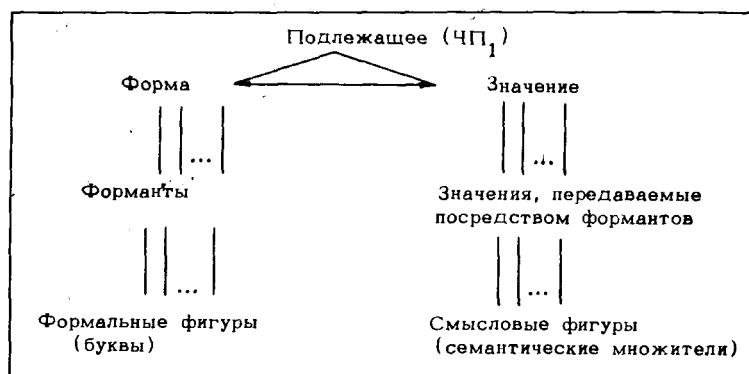 Подлежащее (ЧП1)
Форма Значение
...
...
Форманты Значения, передаваемые
посредством формантов
...
...
Формальные фигуры Смысловые фигуры
(буквы) (семантические множители)